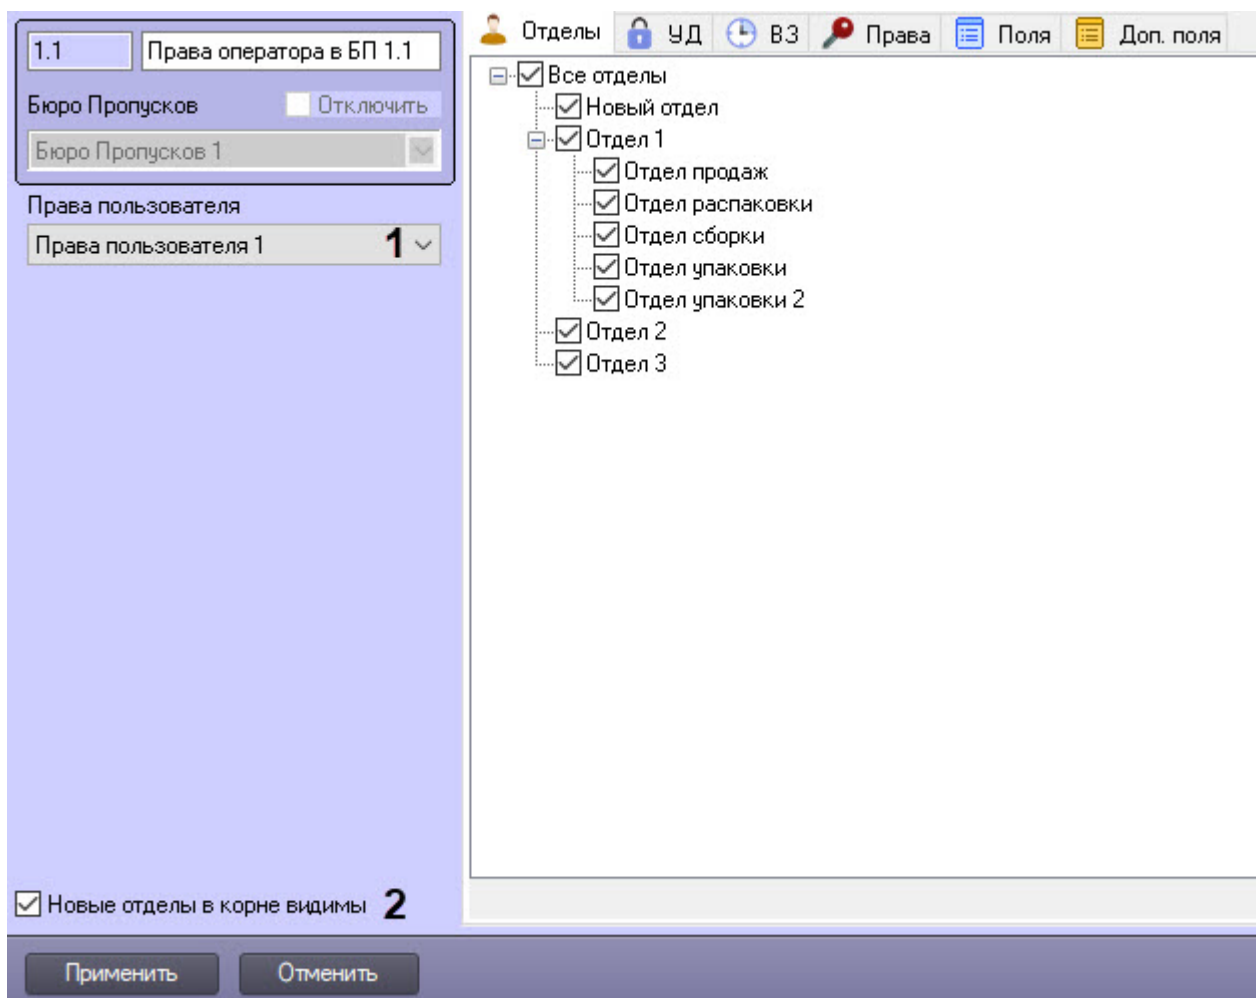 1.1
Права оператора в БП 1.1
Бюро Пропусков
Отключить
Бюро Пропусков 1
Права пользователя
Права пользователя 1
1
Новые отделы в корне видимы
2
Отделы
УД
ВЗ
Права
Поля
Доп. поля
Все отделы
Новый отдел
Отдел 1
Отдел продаж
Отдел распаковки
Отдел сборки
Отдел упаковки
Отдел упаковки 2
Отдел 2
Отдел 3
Применить
Отменить